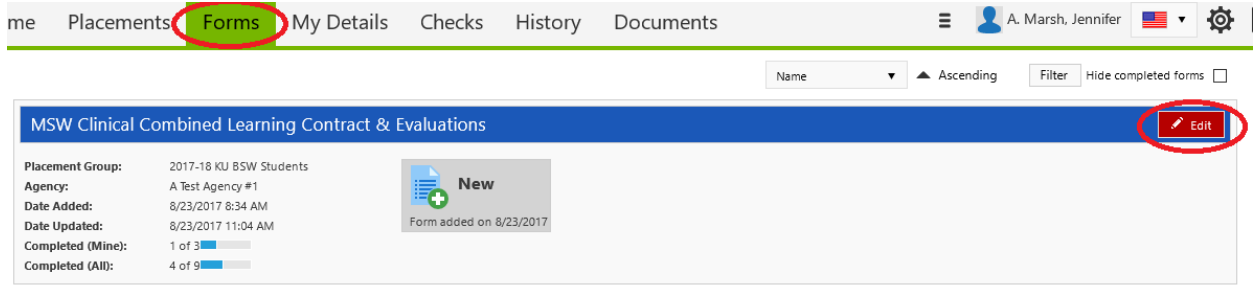 me Placements Forms My Details Checks History Documents A. Marsh, Jennifer
Name Ascending Filter Hide completed forms
MSW Clinical Combined Learning Contract & Evaluations Edit
Placement Group: 2017-18 KU BSW Students
Agency: A Test Agency #1
Date Added: 8/23/2017 8:34 AM
Date Updated: 8/23/2017 11:04 AM
Completed (Mine): 1 of 3
Completed (All): 4 of 9
New
Form added on 8/23/2017